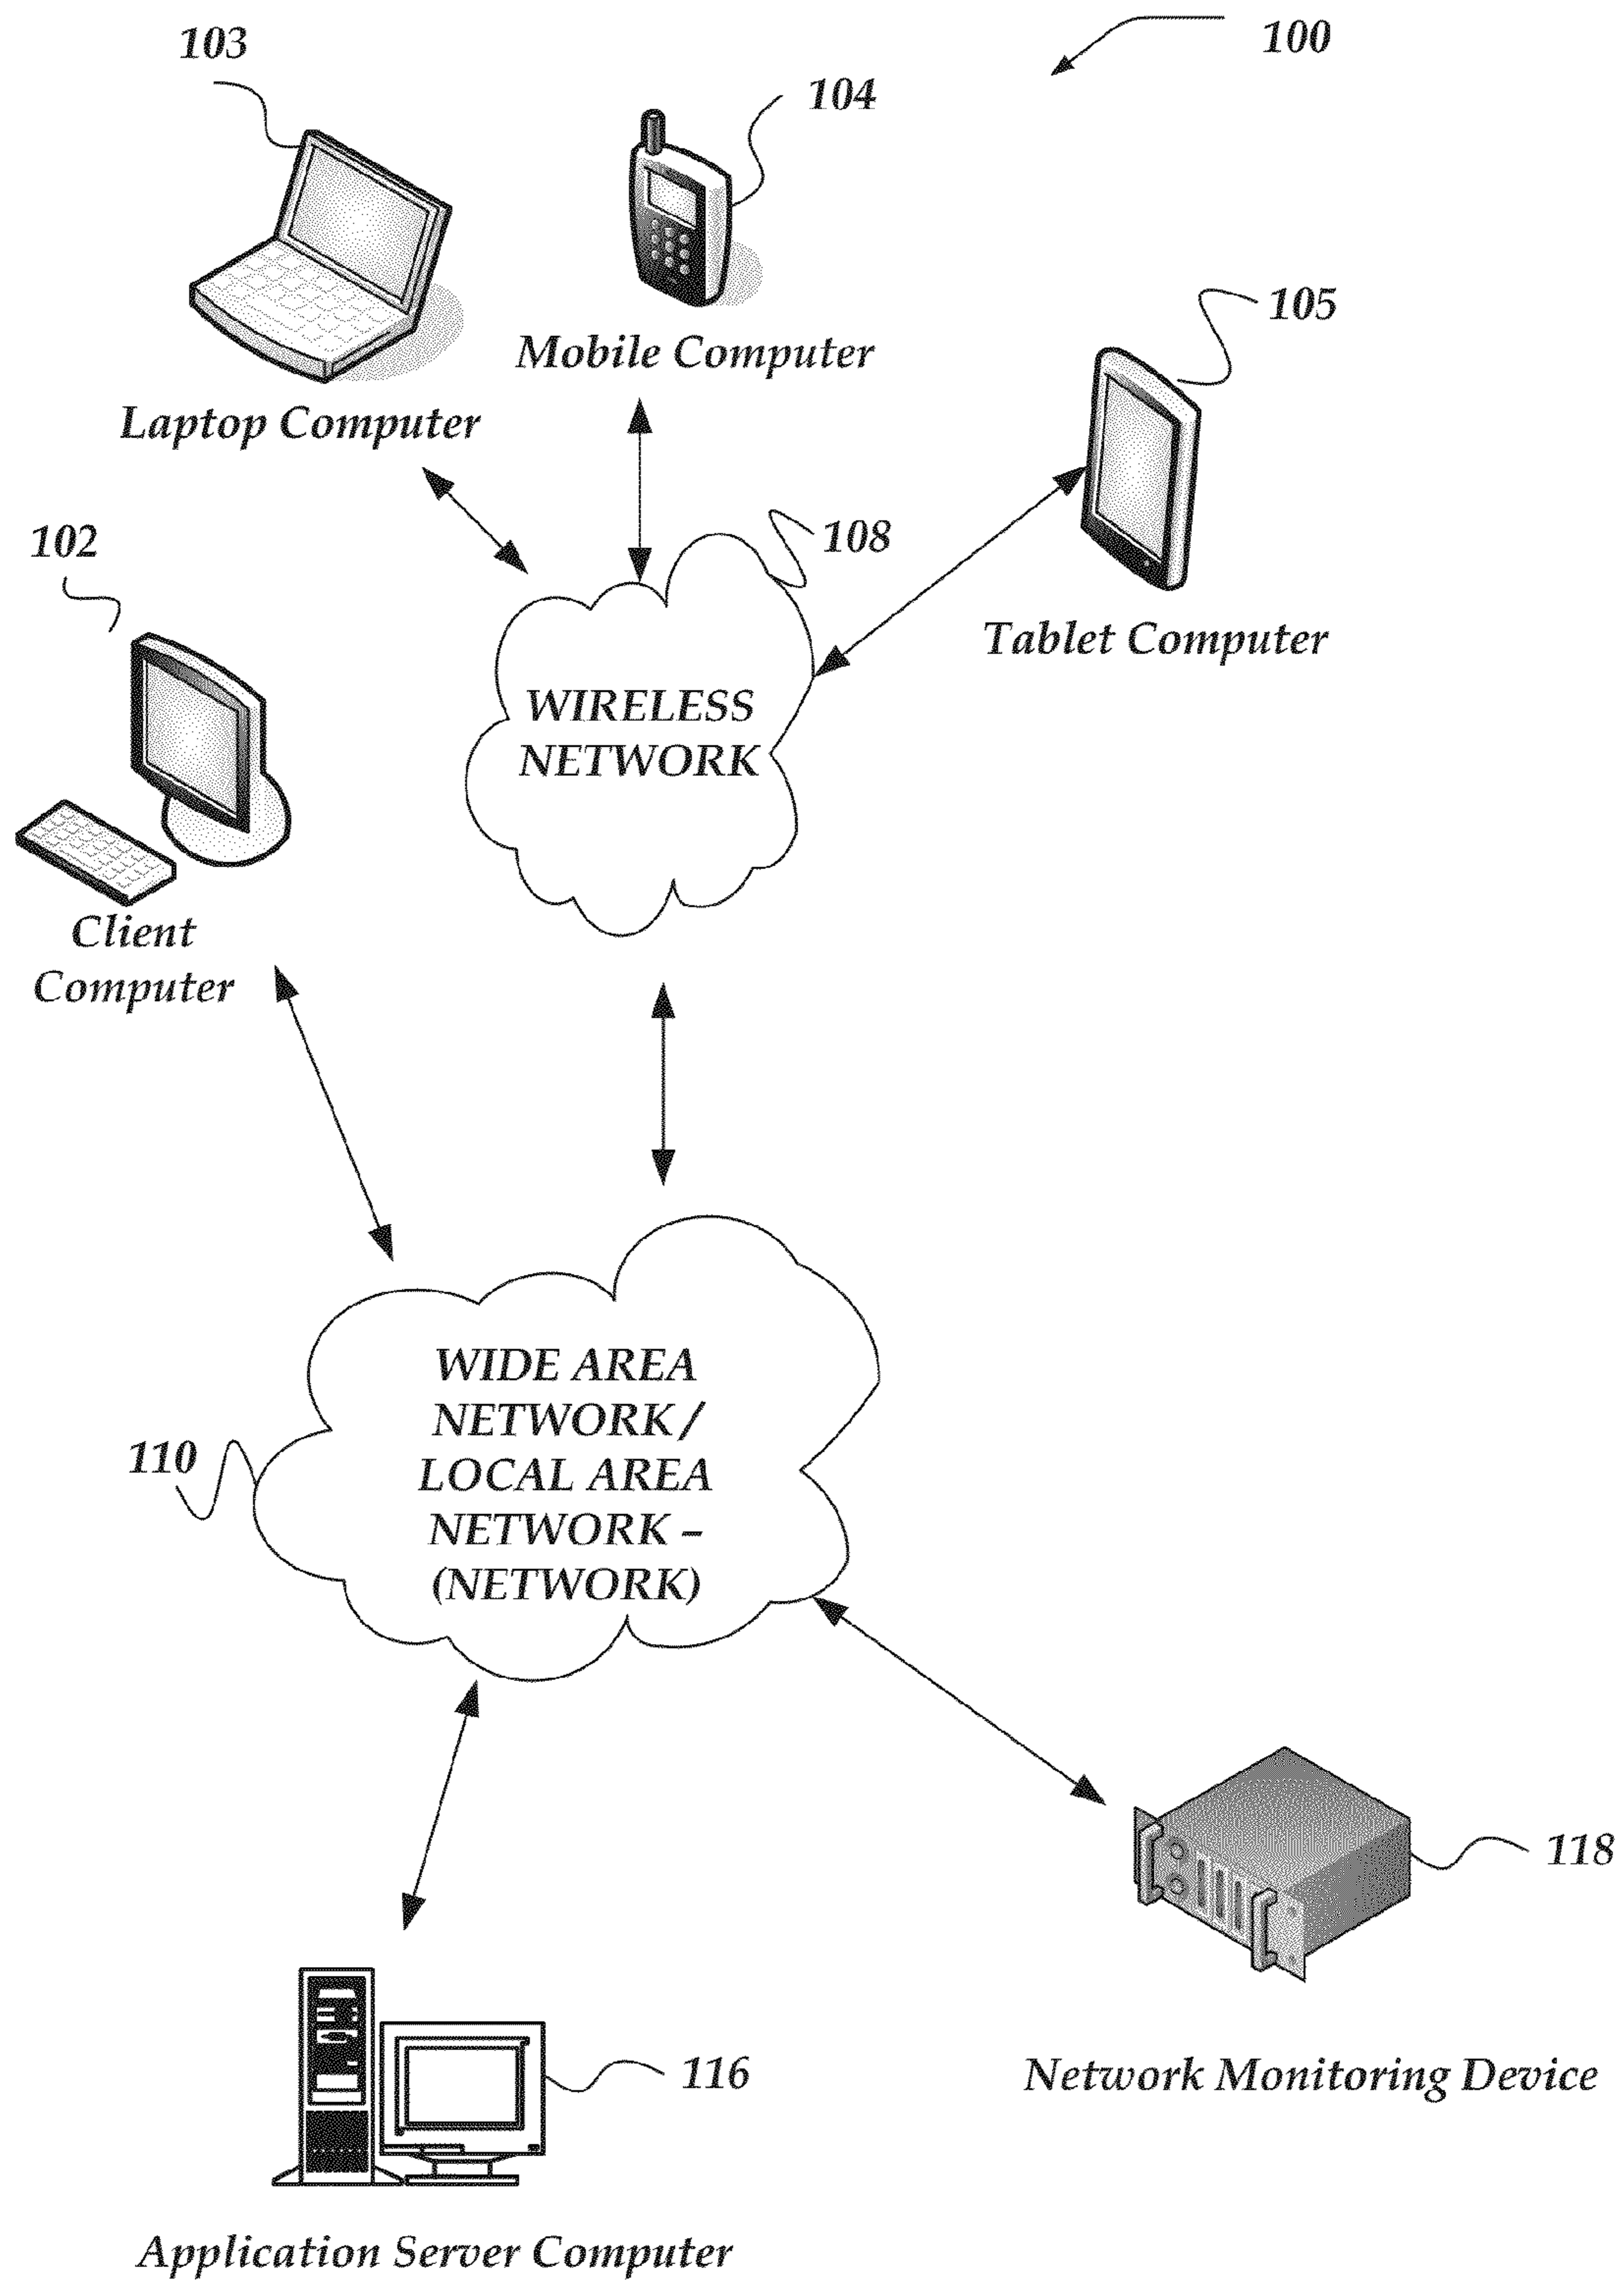 100
103
104
Mobile Computer
105
Laptop Computer
102
108
Tablet Computer
WIRELESS
NETWORK
Client
Computer
WIDE AREA
NETWORK /
LOCAL AREA
NETWORK –
(NETWORK)
110
118
Network Monitoring Device
116
Application Server Computer